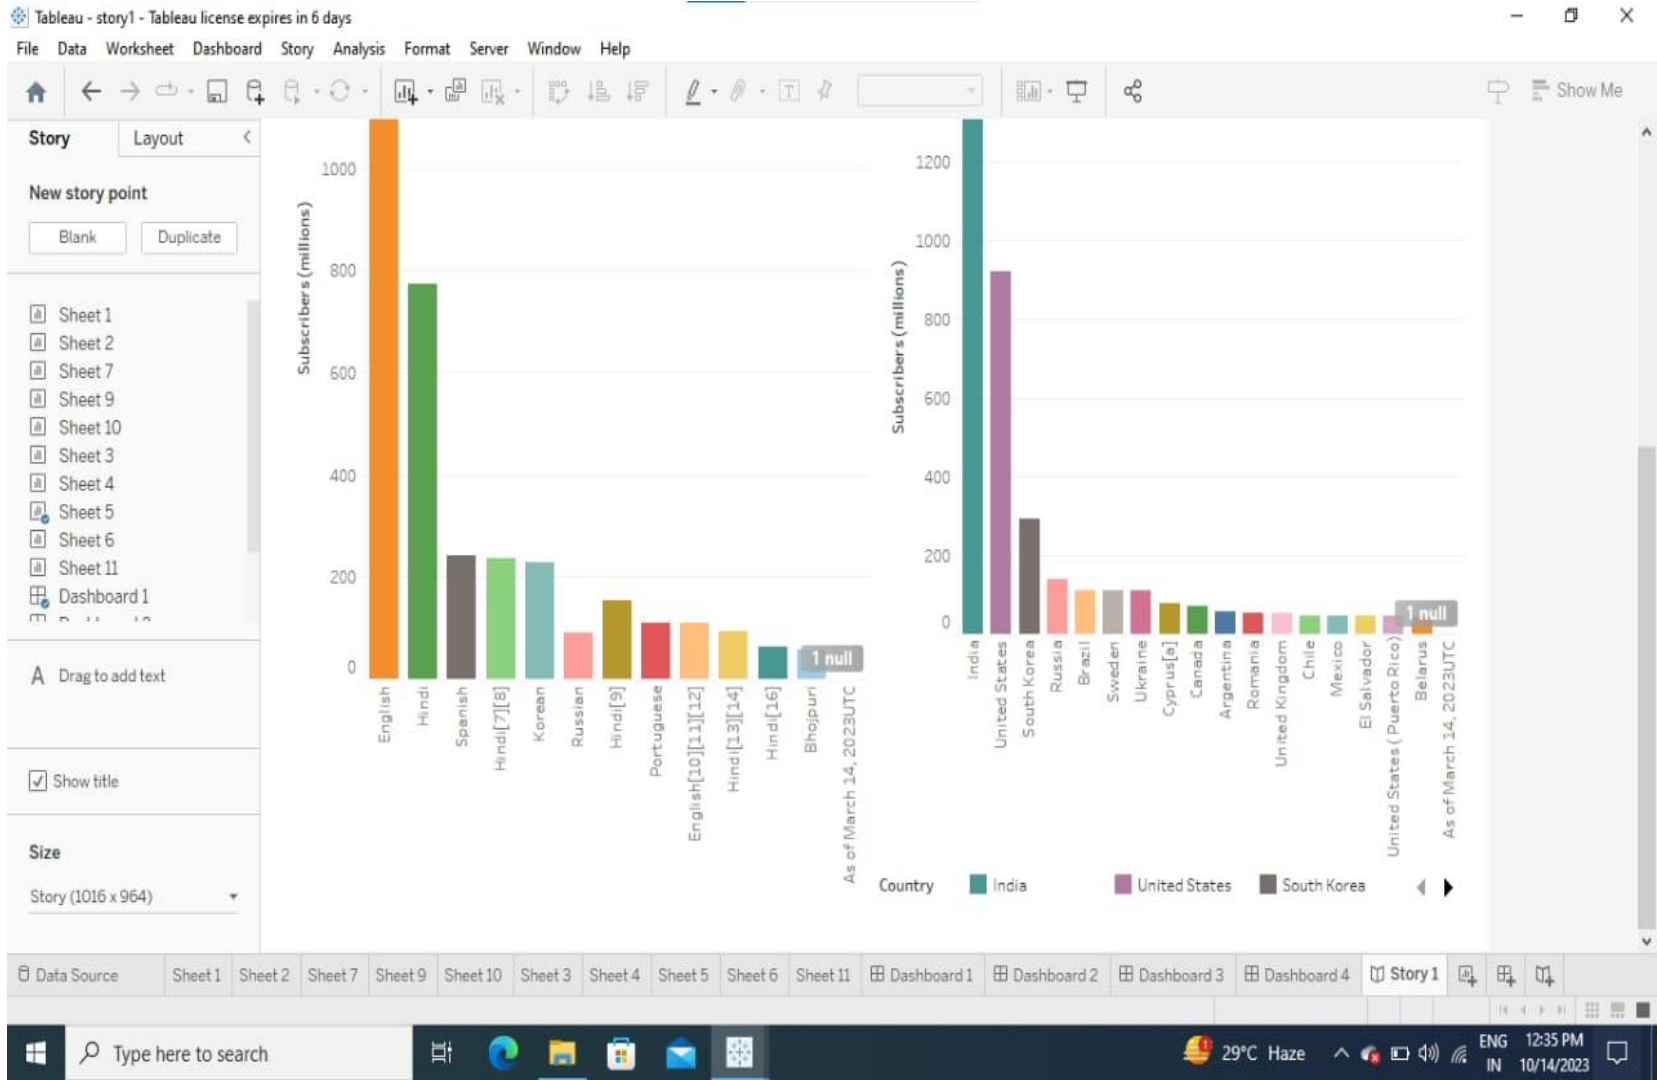 Tableau - story1 - Tableau license expires in 6 days
File Data Worksheet Dashboard Story Analysis Format Server Window Help
Show Me
Story Layout
New story point
Blank Duplicate
Sheet 1
Sheet 2
Sheet 7
Sheet 9
Sheet 10
Sheet 3
Sheet 4
Sheet 5
Sheet 6
Sheet 11
Dashboard 1
A Drag to add text
Show title
Size
Story (1016 x 964)
Subscribers (millions)
1000
800
600
400
200
0
1 null
English
Hindi
Spanish
Hindi[7][8]
Korean
Russian
Hindi[9]
Portuguese
English[10][11][12]
Hindi[13][14]
Hindi[16]
Bhojpuri
As of March 14, 2023UTC
Subscribers (millions)
1200
1000
800
600
400
200
0
1 null
India
United States
South Korea
Russia
Brazil
Sweden
Ukraine
Cyprus[a]
Canada
Argentina
Romania
United Kingdom
Chile
Mexico
El Salvador
United States ( Puerto Rico)
Belarus
As of March 14, 2023UTC
Country India United States South Korea
Data Source Sheet 1 Sheet 2 Sheet 7 Sheet 9 Sheet 10 Sheet 3 Sheet 4 Sheet 5 Sheet 6 Sheet 11 Dashboard 1 Dashboard 2 Dashboard 3 Dashboard 4 Story 1
Type here to search
1
29°C Haze
ENG
IN
12:35 PM
10/14/2023